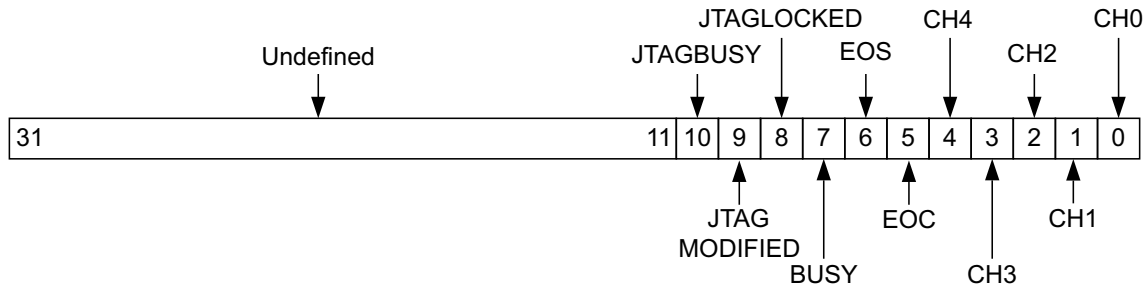 JTAGLOCKED CH4 CH0
Undefined JTAGBUSY EOS CH2
31 11 10 9 8 7 6 5 4 3 2 1 0
JTAG EOC CH1
MODIFIED
BUSY CH3